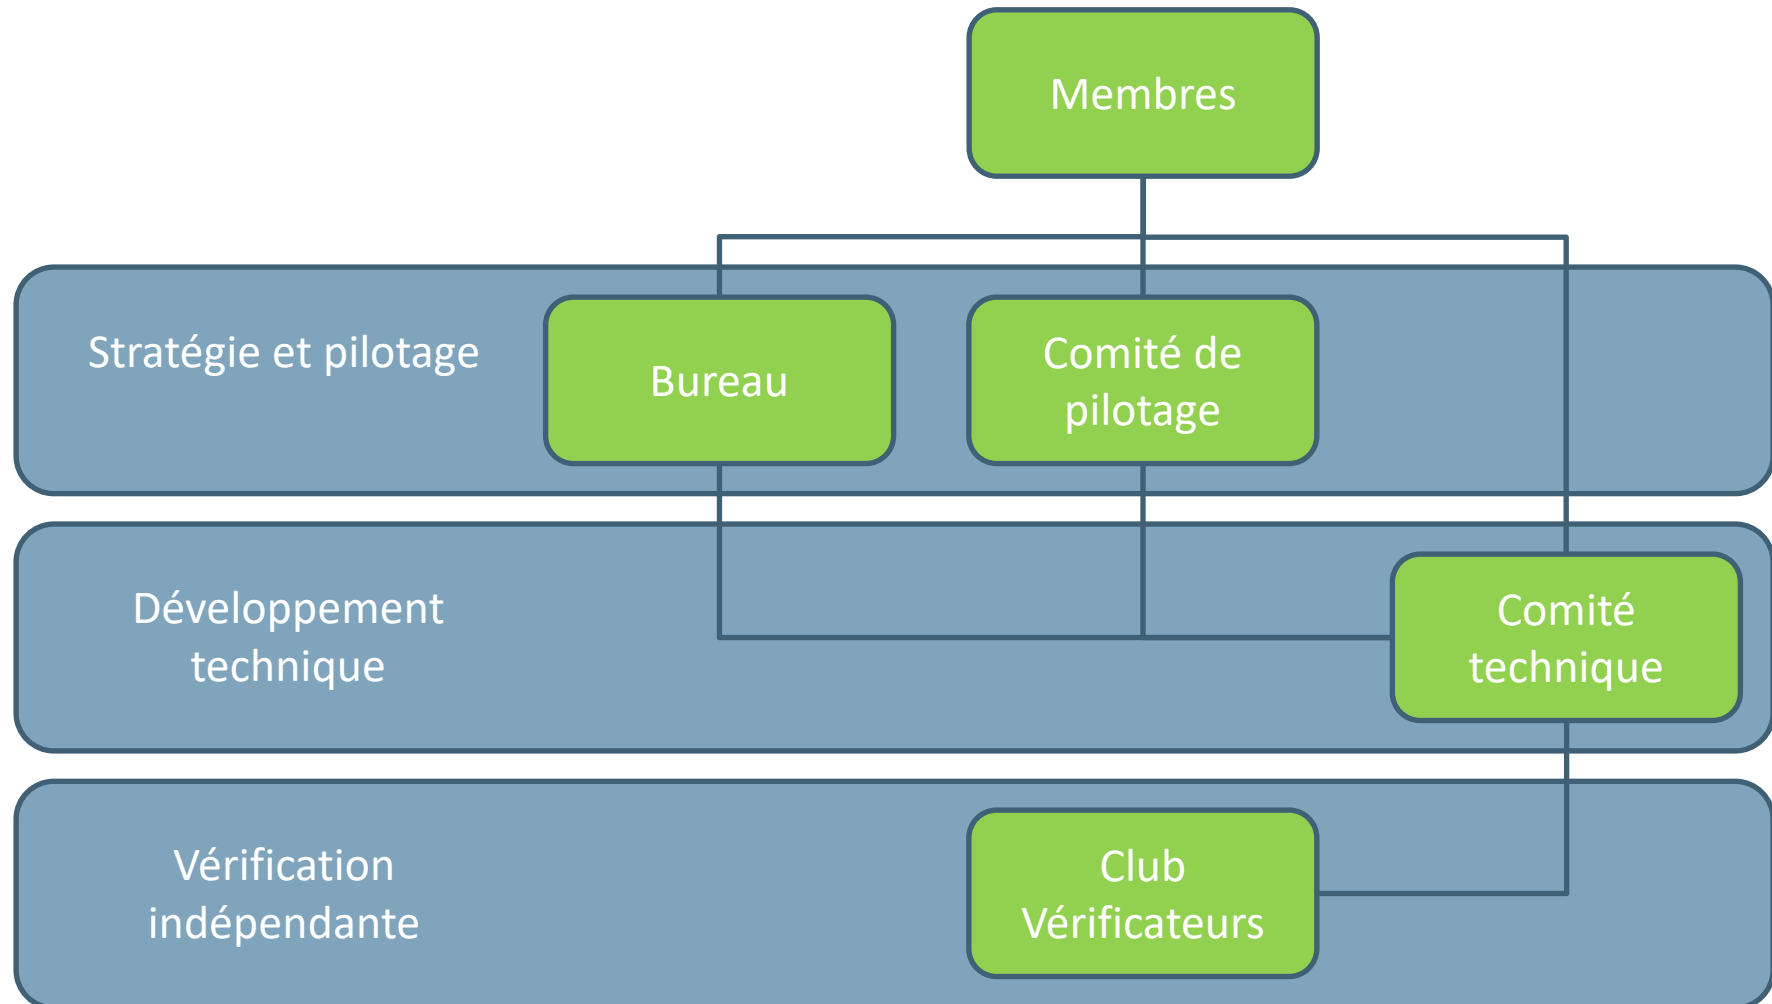 Membres
Stratégie et pilotage
Bureau
Comité de
pilotage
Développement
technique
Comité
technique
Vérification
indépendante
Club
Vérificateurs